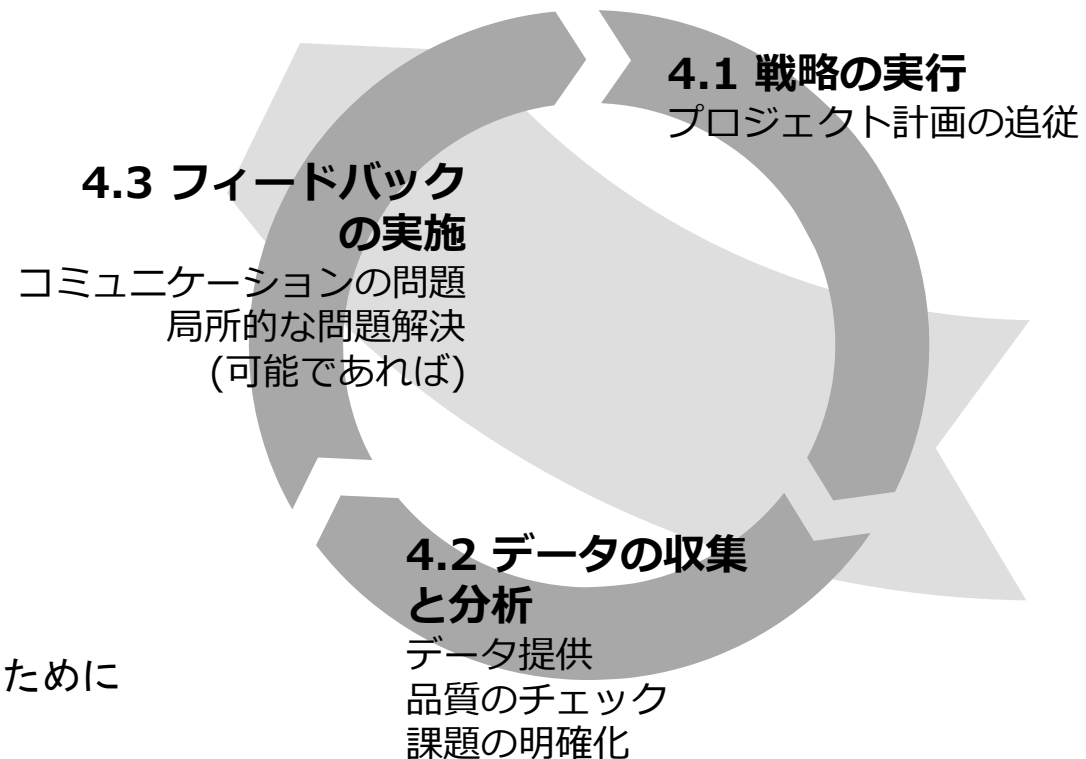 4.1 戦略の実行
プロジェクト計画の追従
4.3 フィードバック
の実施
コミュニケーションの問題
局所的な問題解決
(可能であれば)
4.2 データの収集
と分析
データ提供
品質のチェック
課題の明確化
ために